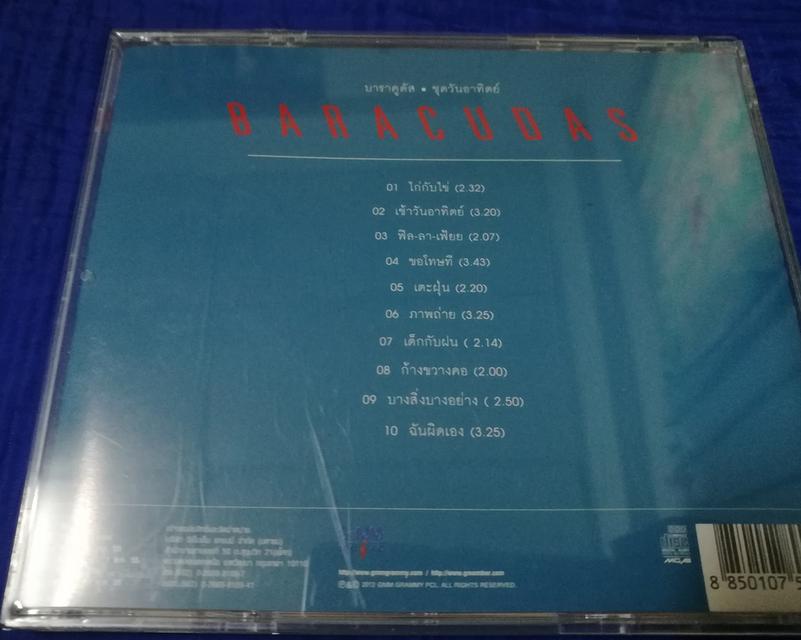 บาราคูดัส • ชุดวันอาทิตย์
BARACUDAS
01 ไก่กับไข่ (2.32)
02 เช้าวันอาทิตย์ (3.20)
03 ฟิล-ลา-เฟ้ยย (2.07)
04 ขอโทษที (3.43)
05 เตะฝุ่น (2.20)
06 ภาพถ่าย (3.25)
07 เด็กกับฝน ( 2.14)
08 ก้างขวางคอ (2.00)
09 บางสิ่งบางอย่าง ( 2.50)
10 ฉันผิดเอง (3.25)
http://www.gmmgrammy.com / http://www.gmember.com
2012 GMM GRAMMY PCL. ALL RIGHTS RESERVED.
disc
MGA
8 850107 5